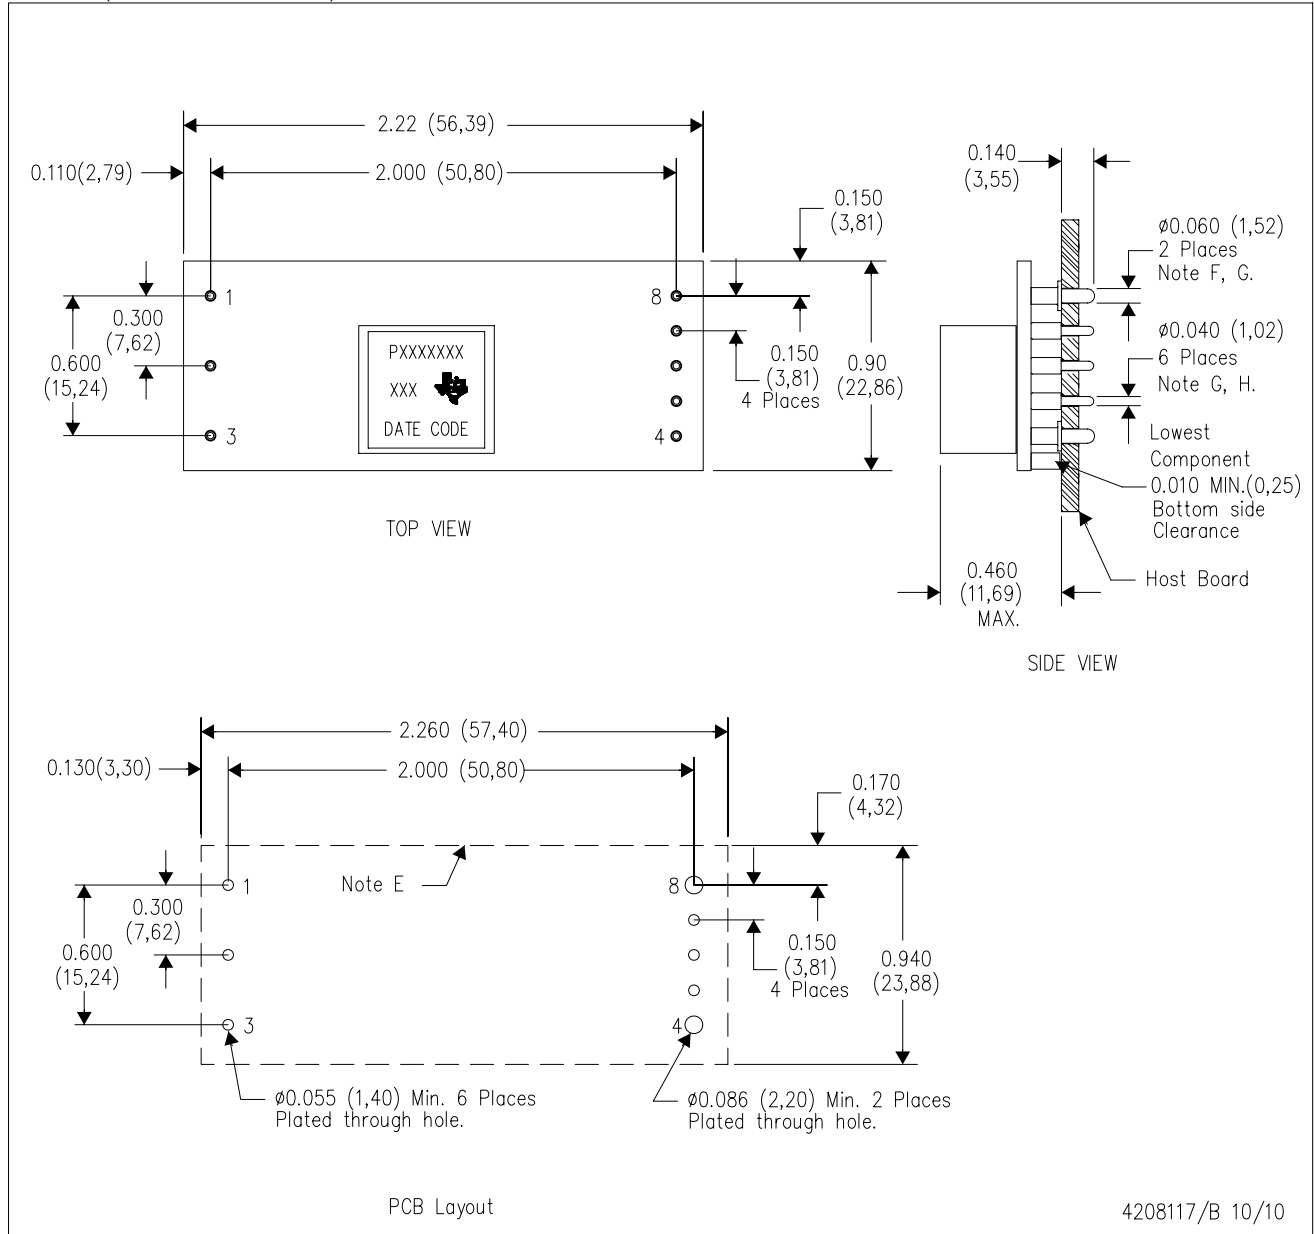 2.22 (56,39)
0.110(2,79)
2.000 (50,80)
0.150
(3,81)
1
8
0.300
(7,62)
0.600
(15,24)
PXXXXXXX
XXX
DATE CODE
0.150
(3,81)
4 Places
0.90
(22,86)
3
4
TOP VIEW
0.140
(3,55)
ø0.060 (1,52)
2 Places
Note F, G.
ø0.040 (1,02)
6 Places
Note G, H.
Lowest
Component
0.010 MIN.(0,25)
Bottom side
Clearance
Host Board
0.460
(11,69)
MAX.
SIDE VIEW
2.260 (57,40)
0.130(3,30)
2.000 (50,80)
0.170
(4,32)
1
Note E
8
0.300
(7,62)
0.600
(15,24)
0.150
(3,81)
4 Places
0.940
(23,88)
3
4
ø0.055 (1,40) Min. 6 Places
Plated through hole.
ø0.086 (2,20) Min. 2 Places
Plated through hole.
PCB Layout
4208117/B 10/10